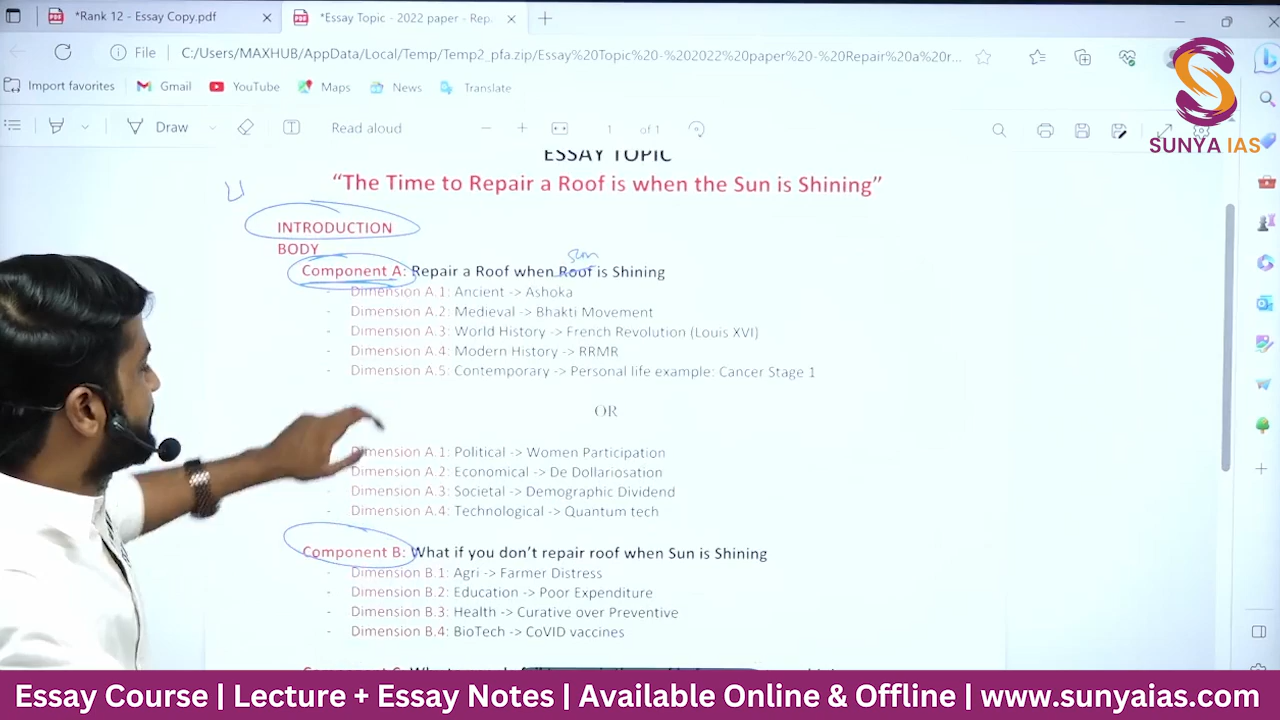 *Rank 12 - Essay Copy.pdf
*Essay Topic - 2022 paper - Rep.
File
C:/Users/MAXHUB/AppData/Local/Temp/Temp2_pfa.zip/Essay%20Topic%20-%202022%20paper%20-%20Repair%20a%20r...
Import favorites
Gmail
YouTube
Maps
News
Translate
Draw
Read aloud
1 of 1
SUNYA IAS
ESSAY TOPIC
“The Time to Repair a Roof is when the Sun is Shining”
INTRODUCTION
BODY
sun
Component A: Repair a Roof when Roof is Shining
- Dimension A.1: Ancient -> Ashoka
- Dimension A.2: Medieval -> Bhakti Movement
- Dimension A.3: World History -> French Revolution (Louis XVI)
- Dimension A.4: Modern History -> RRMR
- Dimension A.5: Contemporary -> Personal life example: Cancer Stage 1
OR
Dimension A.1: Political -> Women Participation
- Dimension A.2: Economical -> De Dollariosation
- Dimension A.3: Societal -> Demographic Dividend
- Dimension A.4: Technological -> Quantum tech
Component B: What if you don’t repair roof when Sun is Shining
- Dimension B.1: Agri -> Farmer Distress
- Dimension B.2: Education -> Poor Expenditure
- Dimension B.3: Health -> Curative over Preventive
- Dimension B.4: BioTech -> CoVID vaccines
Essay Course | Lecture + Essay Notes | Available Online & Offline | www.sunyaias.com